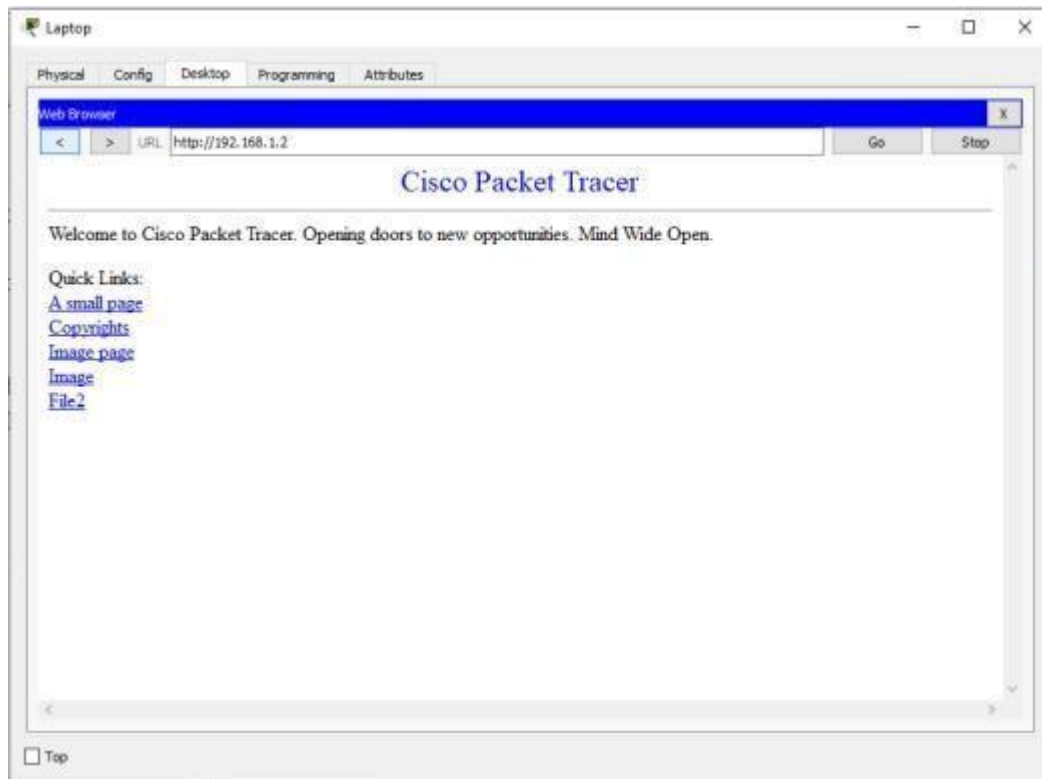 Laptop
Physical Config Desktop Programming Attributes
Web Browser X
< > URL http://192.168.1.2 Go Stop
Cisco Packet Tracer
Welcome to Cisco Packet Tracer. Opening doors to new opportunities. Mind Wide Open.
Quick Links:
A small page
Copyrights
Image page
Image
File2
Top